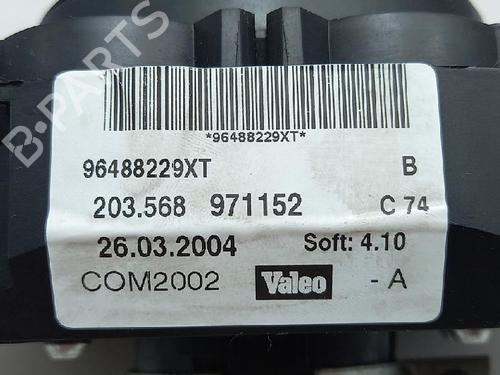 B-PARTS
*96488229XT*
96488229XT B
203.568 971152 C 74
26.03.2004 Soft: 4.10
COM2002 Valeo - A